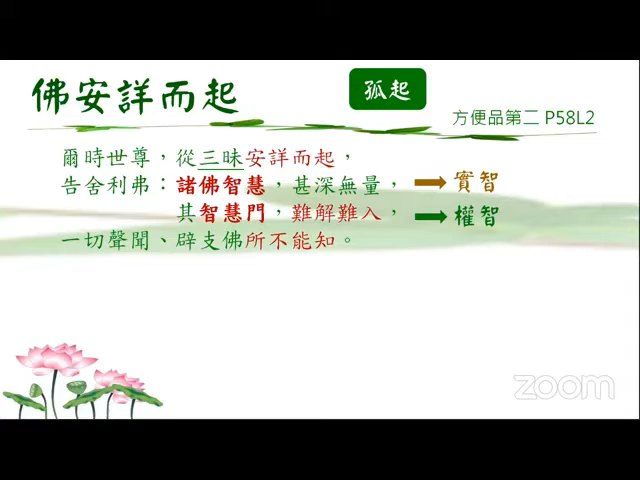 佛安詳而起
孤起
方便品第二 P58L2
爾時世尊，從三昧安詳而起，
告舍利弗：諸佛智慧，甚深無量， 實智
其智慧門，難解難入， 權智
一切聲聞、辟支佛所不能知。
zoom